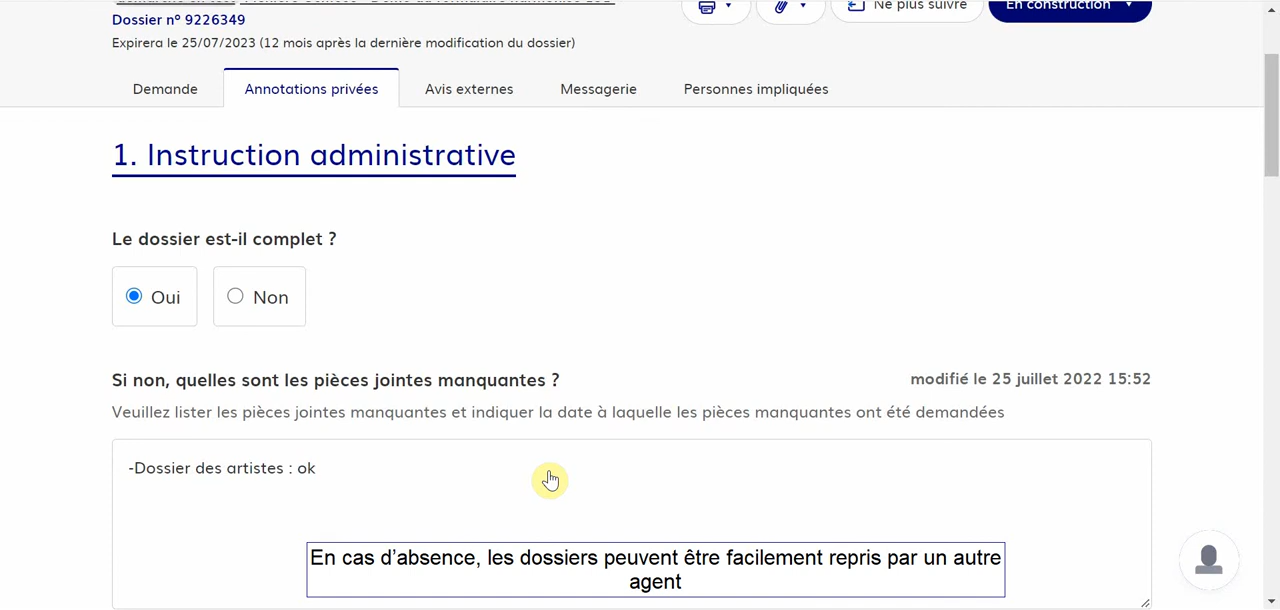 Dossier nº 9226349
Ne plus suivre
En construction
Expirera le 25/07/2023 (12 mois après la dernière modification du dossier)
Demande
Annotations privées
Avis externes
Messagerie
Personnes impliquées
1. Instruction administrative
Le dossier est-il complet ?
Oui
Non
Si non, quelles sont les pièces jointes manquantes ?
modifié le 25 juillet 2022 15:52
Veuillez lister les pièces jointes manquantes et indiquer la date à laquelle les pièces manquantes ont été demandées
-Dossier des artistes : ok
En cas d'absence, les dossiers peuvent être facilement repris par un autre
agent